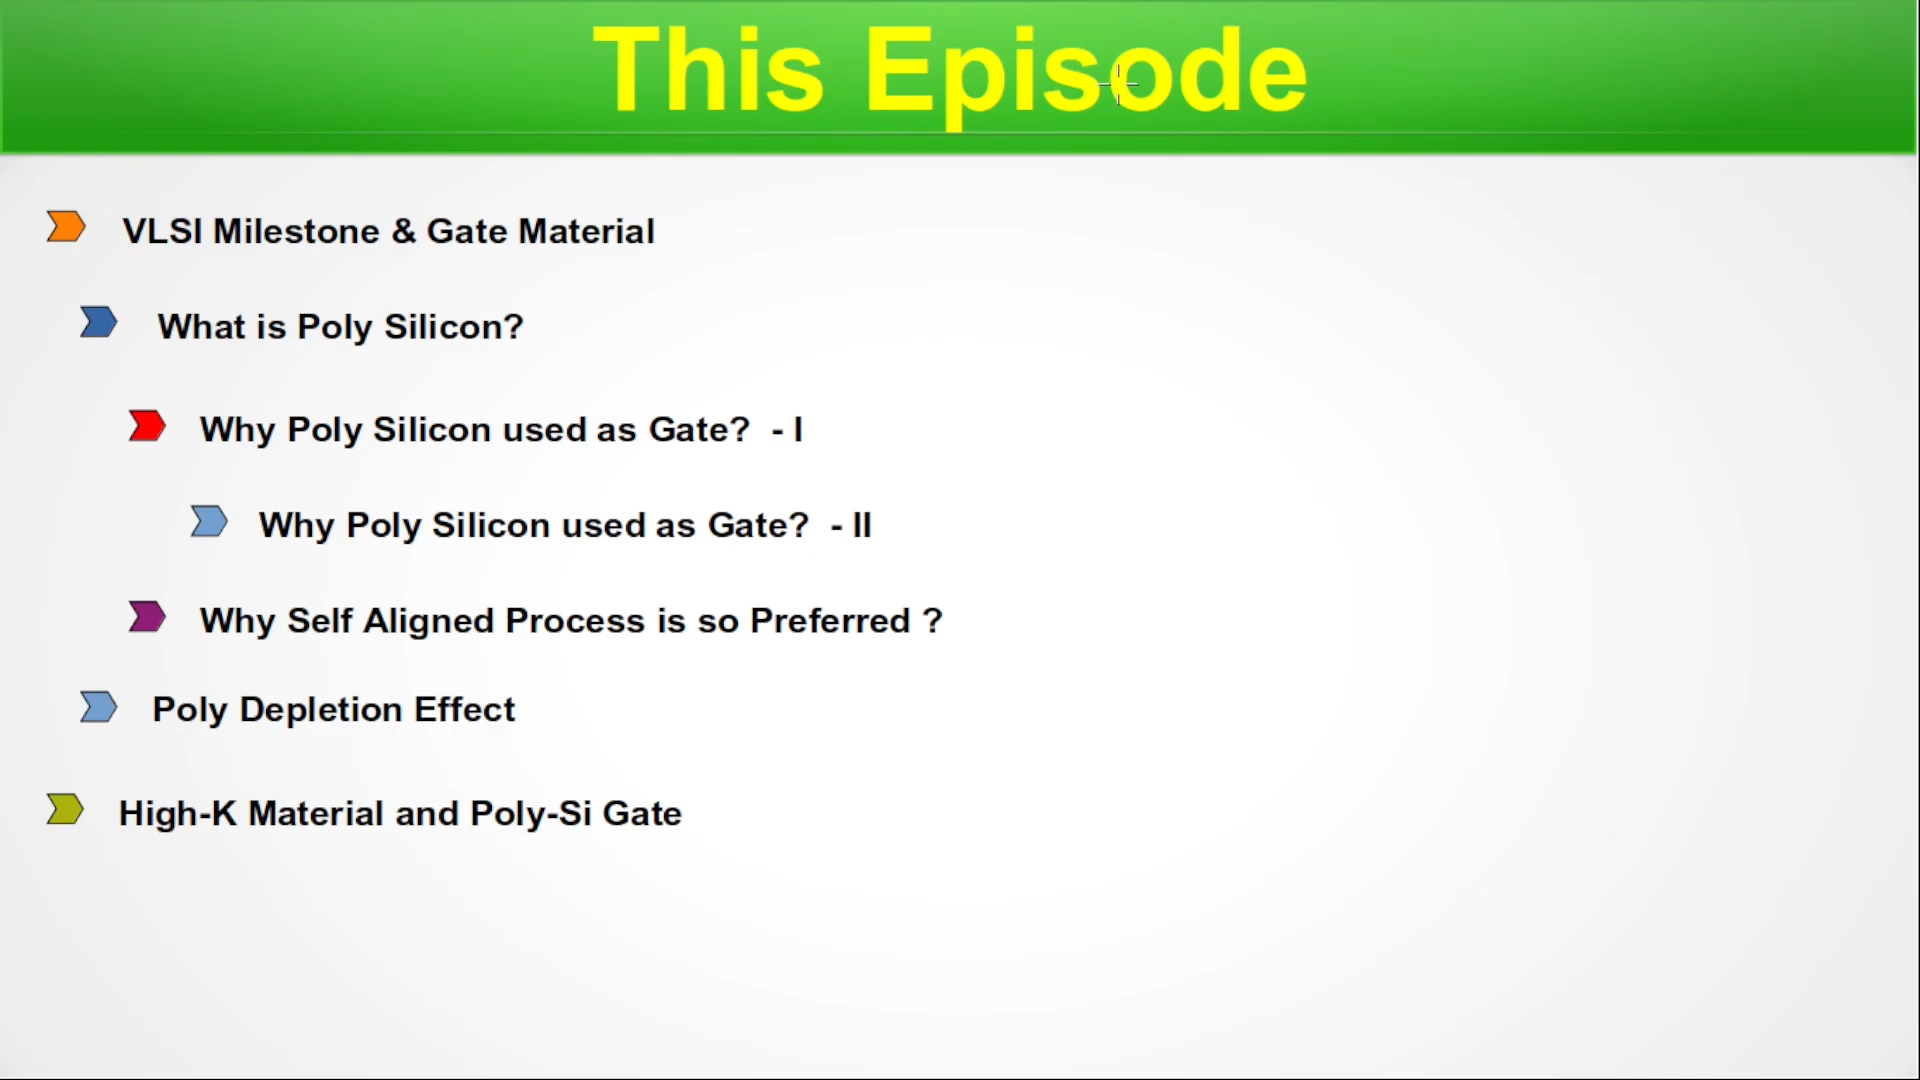 This Episode
VLSI Milestone & Gate Material
What is Poly Silicon?
Why Poly Silicon used as Gate?  - I
Why Poly Silicon used as Gate?  - II
Why Self Aligned Process is so Preferred ?
Poly Depletion Effect
High-K Material and Poly-Si Gate